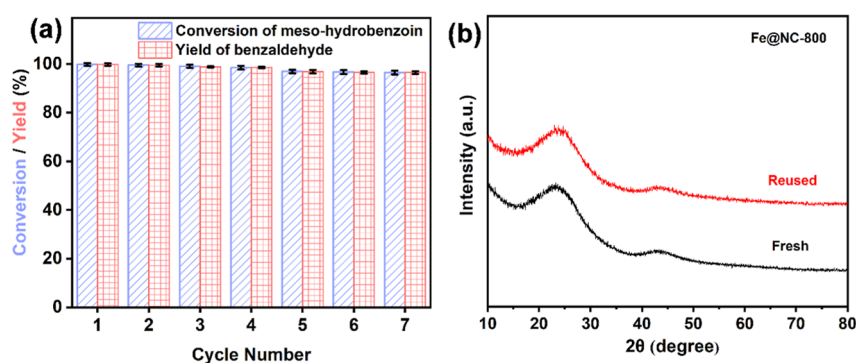 (a)
Conversion of meso-hydrobenzoin
Yield of benzaldehyde
Conversion / Yield (%)
100
80
60
40
20
0
1 2 3 4 5 6 7
Cycle Number
(b)
Fe@NC-800
Intensity (a.u.)
Reused
Fresh
10 20 30 40 50 60 70 80
2θ (degree)